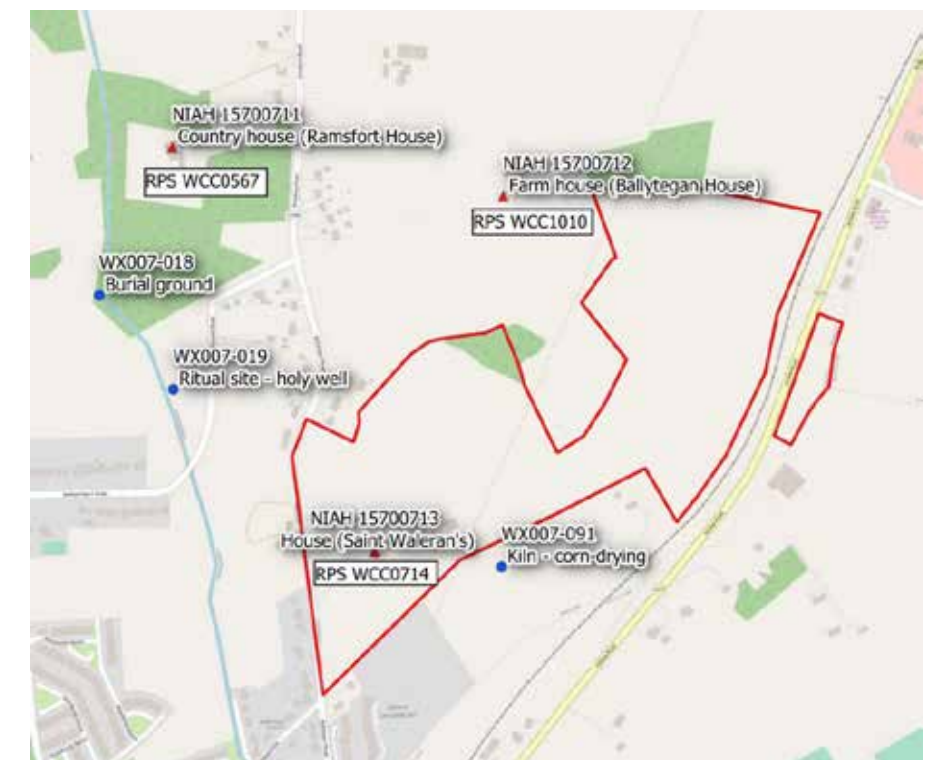 NIAH 15700711
Country house (Ramsfort House)
RPS WCC0567
NIAH 15700712
Farm house (Ballytegan House)
RPS WCC1010
WX007-018
Burial ground
WX007-019
Ritual site - holy well
NIAH 15700713
House (Saint Waleran's)
RPS WCC0714
WX007-091
Kiln - corn-drying